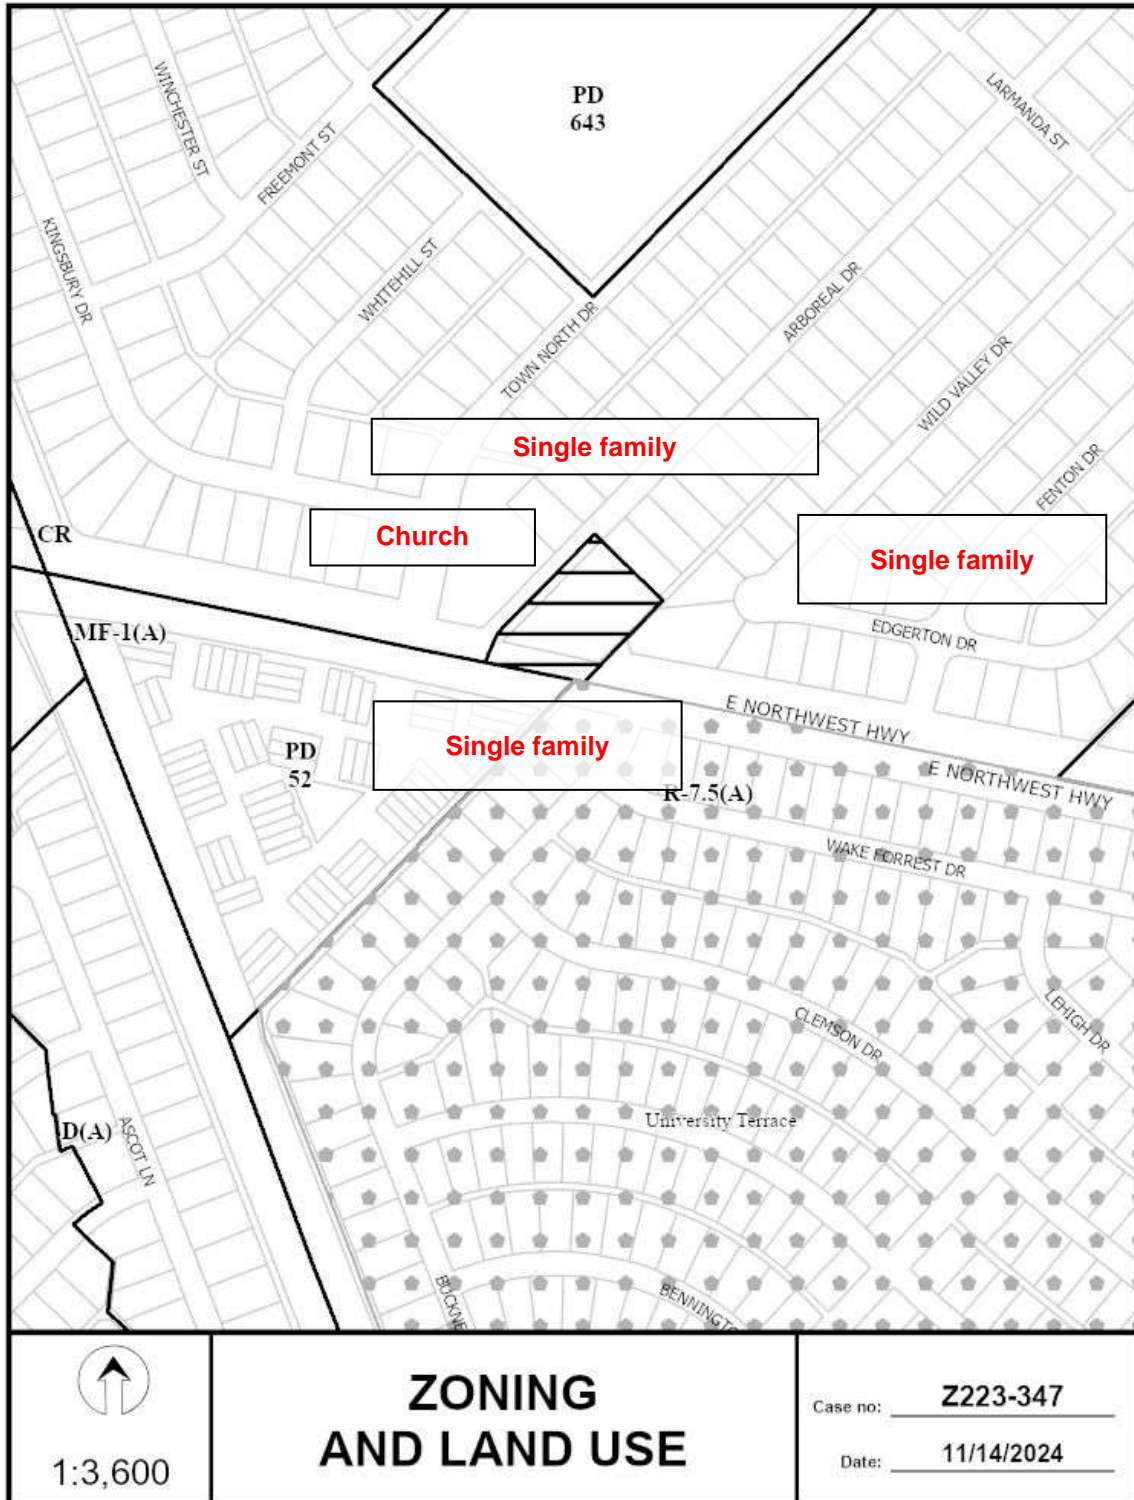 PD
643
LARMANDA ST
WINCHESTER ST
FREEMONT ST
KINGSBURY DR
WHITEHILL ST
ARBOREAL DR
TOWN NORTH DR
WILD VALLEY DR
Single family
FENTON DR
CR
Church
Single family
MF-1(A)
EDGERTON DR
E NORTHWEST HWY
PD
52
Single family
E NORTHWEST HWY
R-7.5(A)
WAKE FORREST DR
LEHIGH DR
CLEMSON DR
University Terrace
D(A)
ASCOT LN
BUCKNE
BENNINGTO
1:3,600
ZONING
AND LAND USE
Case no: Z223-347
Date: 11/14/2024